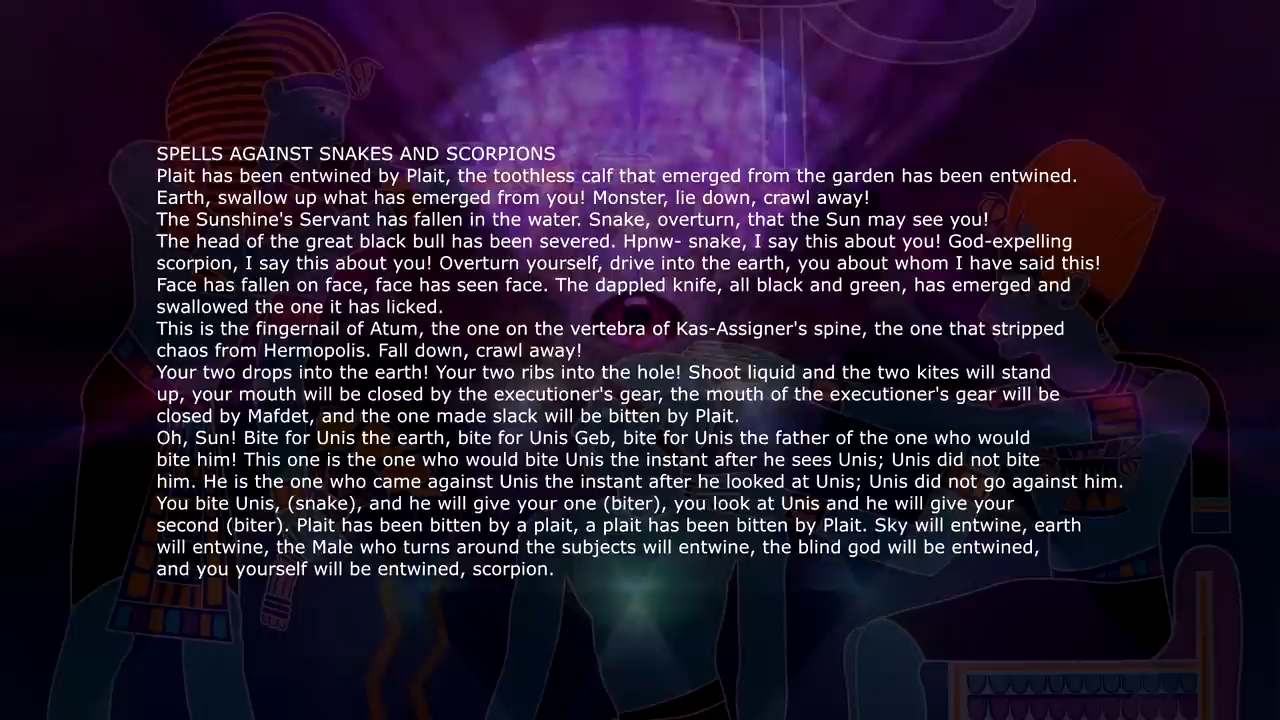 SPELLS AGAINST SNAKES AND SCORPIONS
Plait has been entwined by Plait, the toothless calf that emerged from the garden has been entwined.
Earth, swallow up what has emerged from you! Monster, lie down, crawl away!
The Sunshine's Servant has fallen in the water. Snake, overturn, that the Sun may see you!
The head of the great black bull has been severed. Hpnw- snake, I say this about you! God-expelling
scorpion, I say this about you! Overturn yourself, drive into the earth, you about whom I have said this!
Face has fallen on face, face has seen face. The dappled knife, all black and green, has emerged and
swallowed the one it has licked.
This is the fingernail of Atum, the one on the vertebra of Kas-Assigner's spine, the one that stripped
chaos from Hermopolis. Fall down, crawl away!
Your two drops into the earth! Your two ribs into the hole! Shoot liquid and the two kites will stand
up, your mouth will be closed by the executioner's gear, the mouth of the executioner's gear will be
closed by Mafdet, and the one made slack will be bitten by Plait.
Oh, Sun! Bite for Unis the earth, bite for Unis Geb, bite for Unis the father of the one who would
bite him! This one is the one who would bite Unis the instant after he sees Unis; Unis did not bite
him. He is the one who came against Unis the instant after he looked at Unis; Unis did not go against him.
You bite Unis, (snake), and he will give your one (biter), you look at Unis and he will give your
second (biter). Plait has been bitten by a plait, a plait has been bitten by Plait. Sky will entwine, earth
will entwine, the Male who turns around the subjects will entwine, the blind god will be entwined,
and you yourself will be entwined, scorpion.